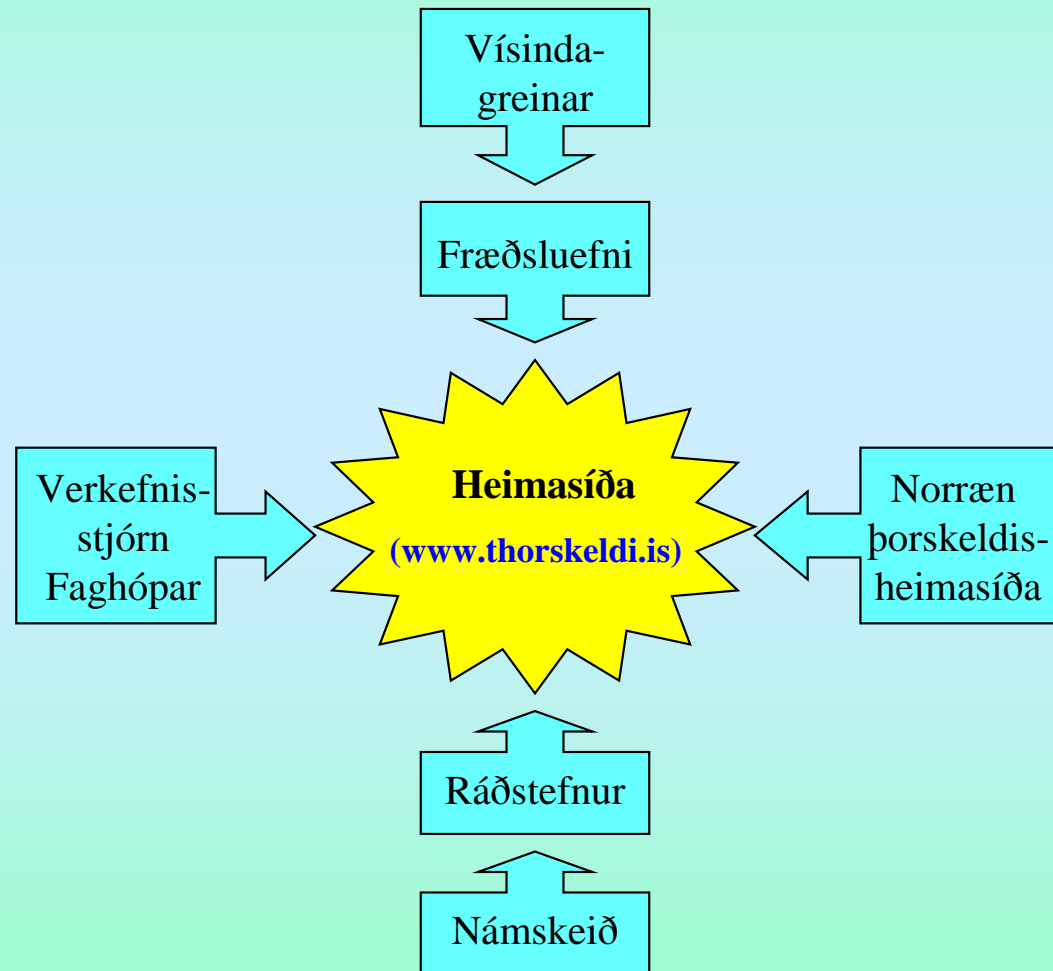 Vísinda-
greinar
Fræðsluefni
Heimasíða
(www.thorskeldi.is)
Verkefnis-
stjórn
Faghópar
Norræn
þorskeldis-
heimasíða
Ráðstefnur
Námskeið